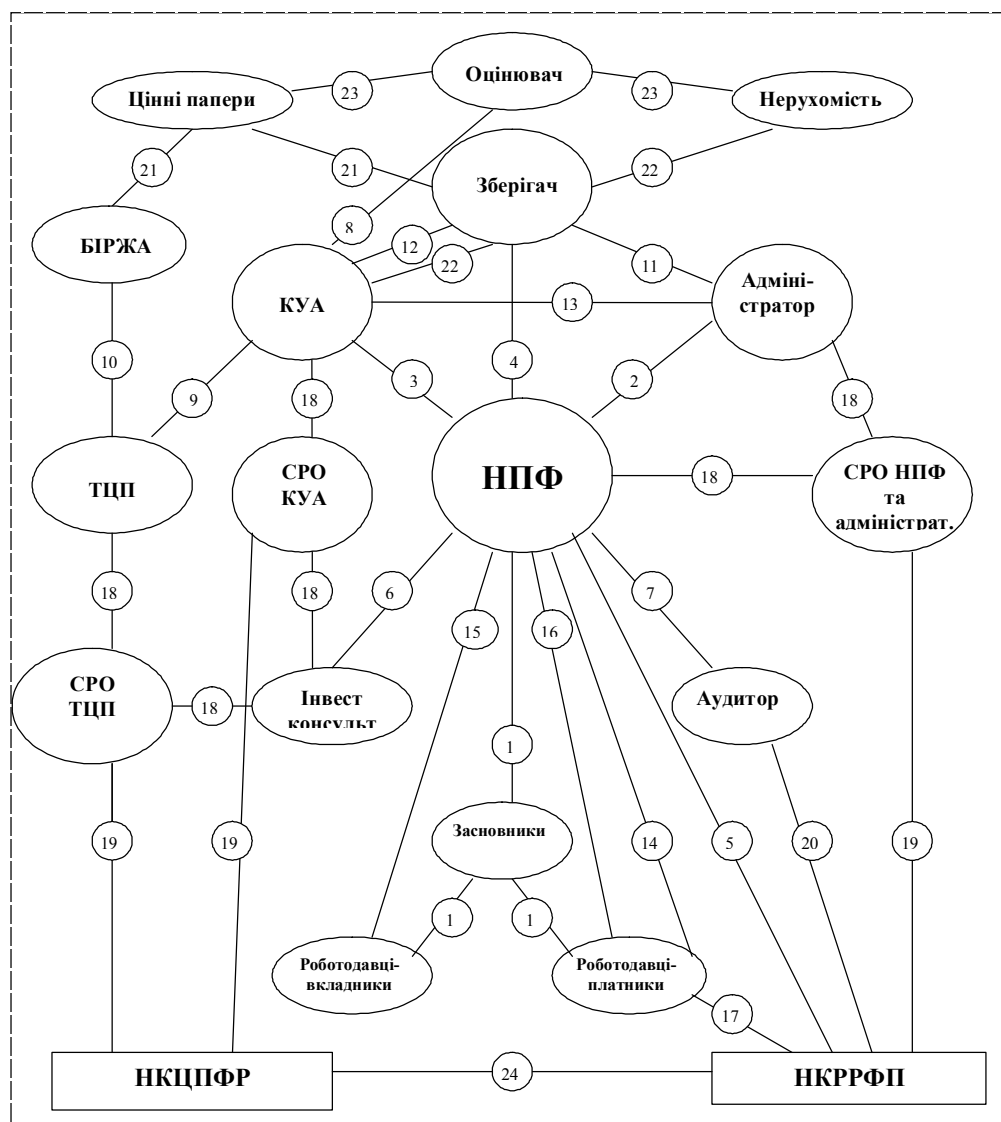 Оцінювач
23
23
Цінні папери
Нерухомість
21
21
22
Зберігач
8
12
БІРЖА
22
11
КУА
13
Адміні-
стратор
10
3
4
2
9
18
18
СРО
КУА
НПФ
18
СРО НПФ
та
адміністрат.
ТЦП
18
18
6
7
15
16
СРО
ТЦП
18
Інвест
консульт
Аудитор
1
Засновники
19
19
14
5
20
19
1
1
Роботодавці-
вкладники
Роботодавці-
платники
17
НКЦПФР
24
НКРРФП